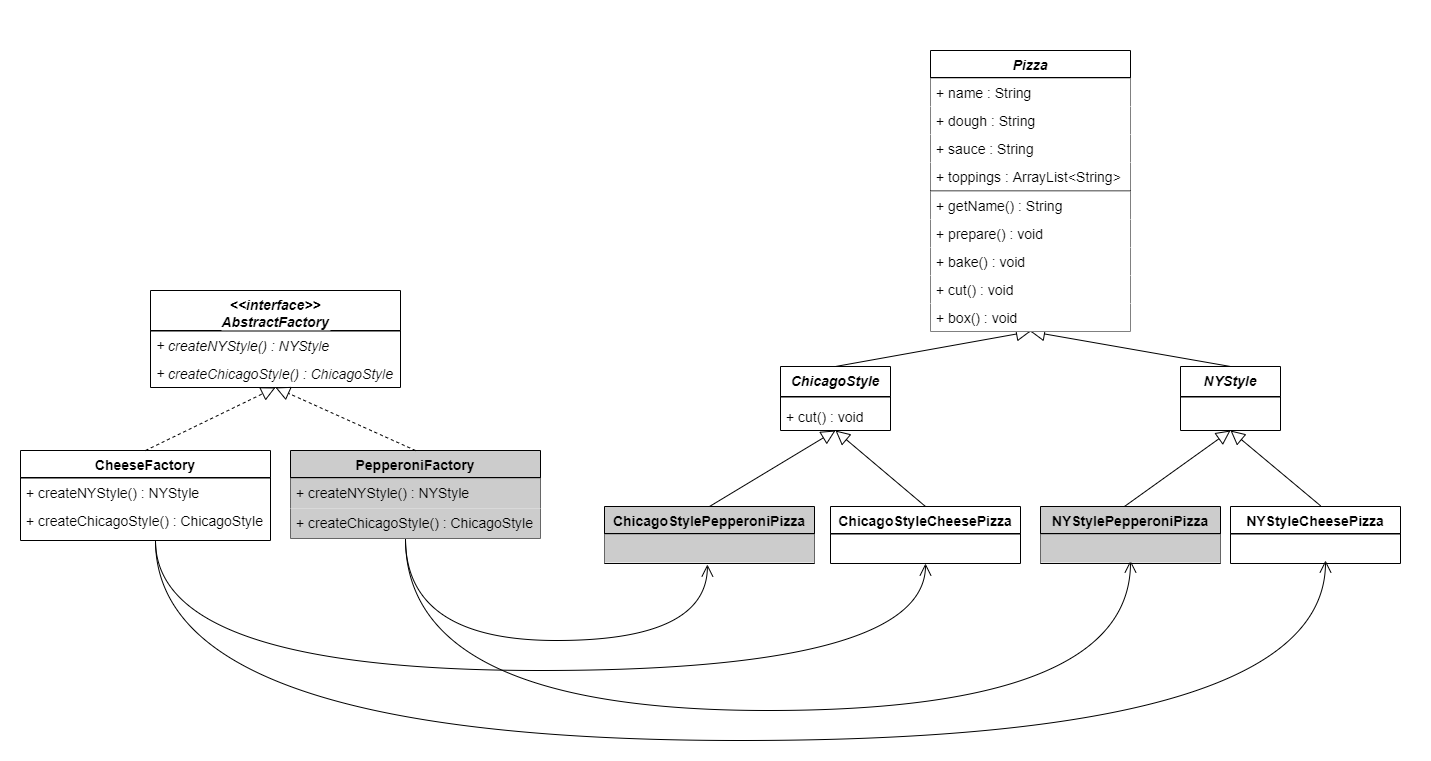 Pizza
+ name : String
+ dough : String
+ sauce : String
+ toppings : ArrayList<String>
+ getName() : String
+ prepare() : void
+ bake() : void
+ cut() : void
+ box() : void
<<interface>>
AbstractFactory
+ createNYStyle() : NYStyle
+ createChicagoStyle() : ChicagoStyle
ChicagoStyle
+ cut() : void
NYStyle
CheeseFactory
+ createNYStyle() : NYStyle
+ createChicagoStyle() : ChicagoStyle
PepperoniFactory
+ createNYStyle() : NYStyle
+ createChicagoStyle() : ChicagoStyle
ChicagoStylePepperoniPizza
ChicagoStyleCheesePizza
NYStylePepperoniPizza
NYStyleCheesePizza